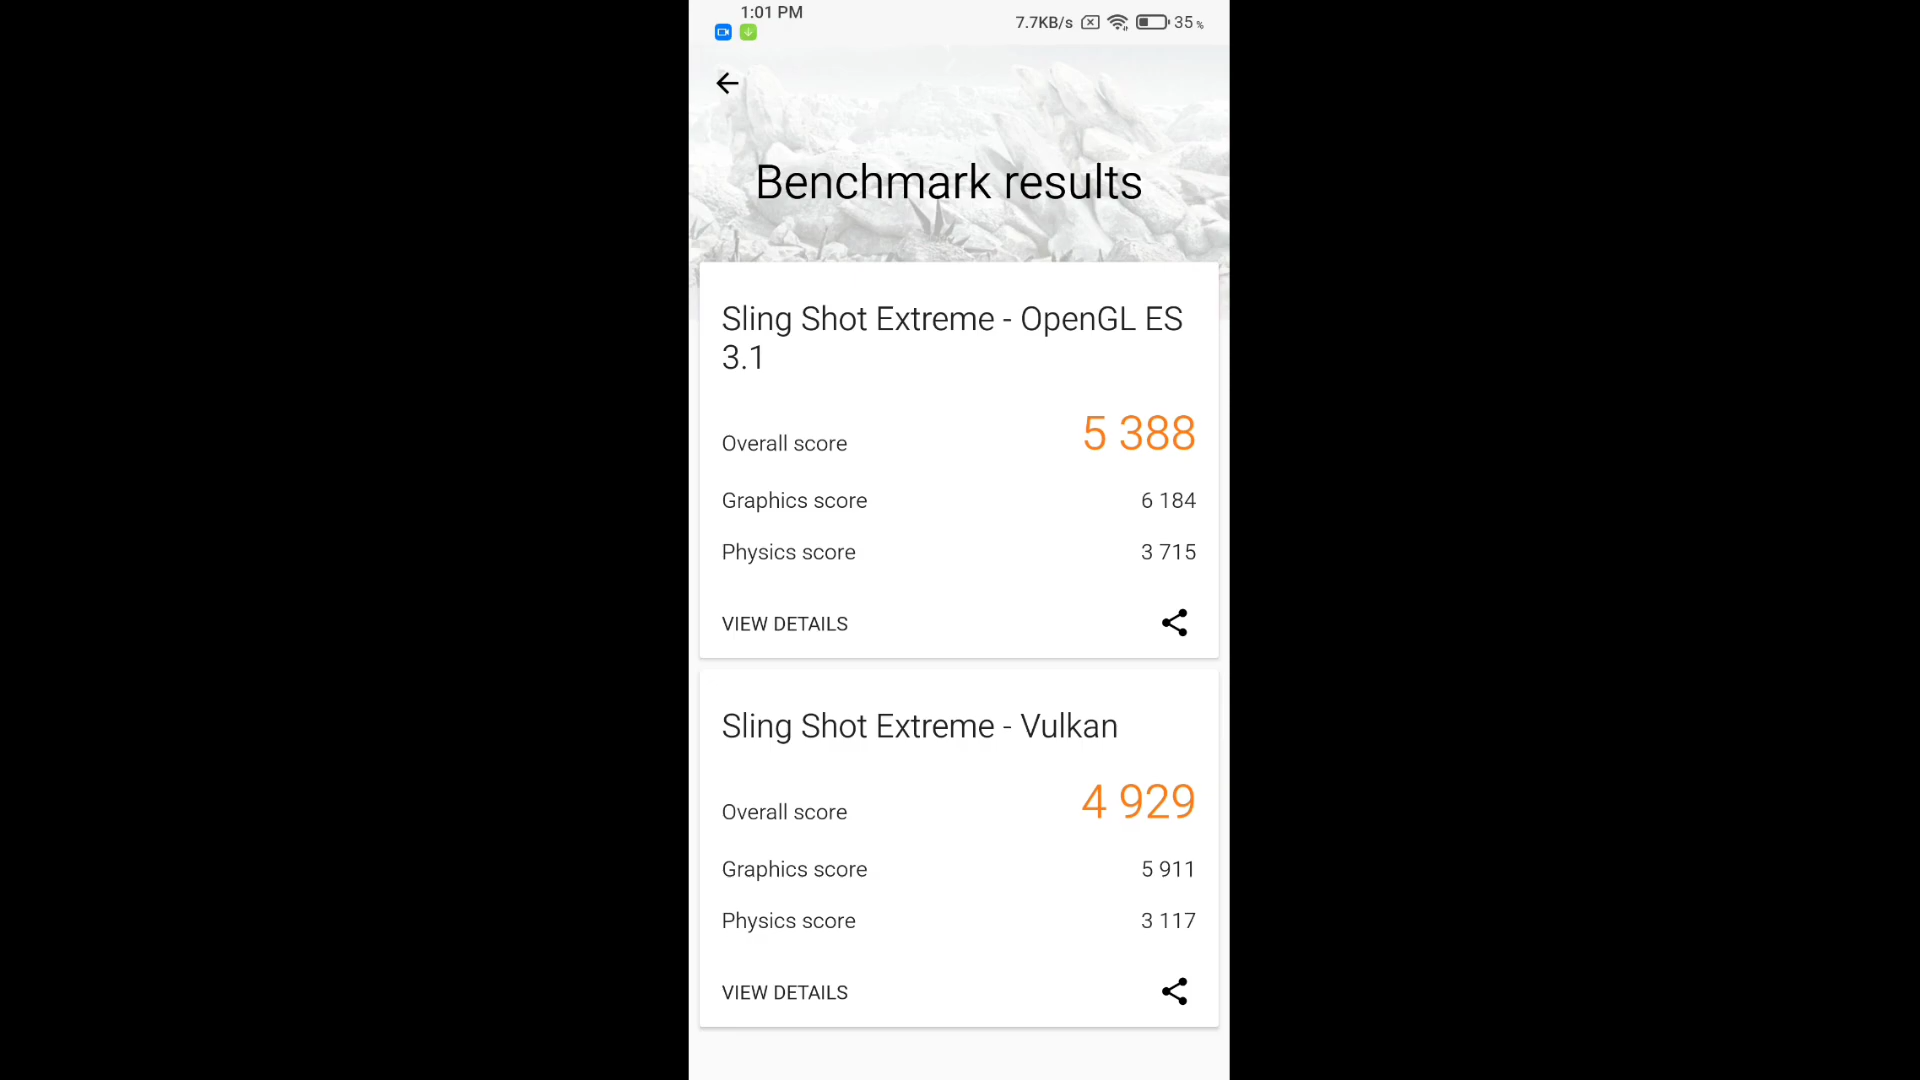 1:01 PM
7.7KB/s 35 %
Benchmark results
Sling Shot Extreme - OpenGL ES
3.1
Overall score 5 388
Graphics score 6 184
Physics score 3 715
VIEW DETAILS
Sling Shot Extreme - Vulkan
Overall score 4 929
Graphics score 5 911
Physics score 3 117
VIEW DETAILS